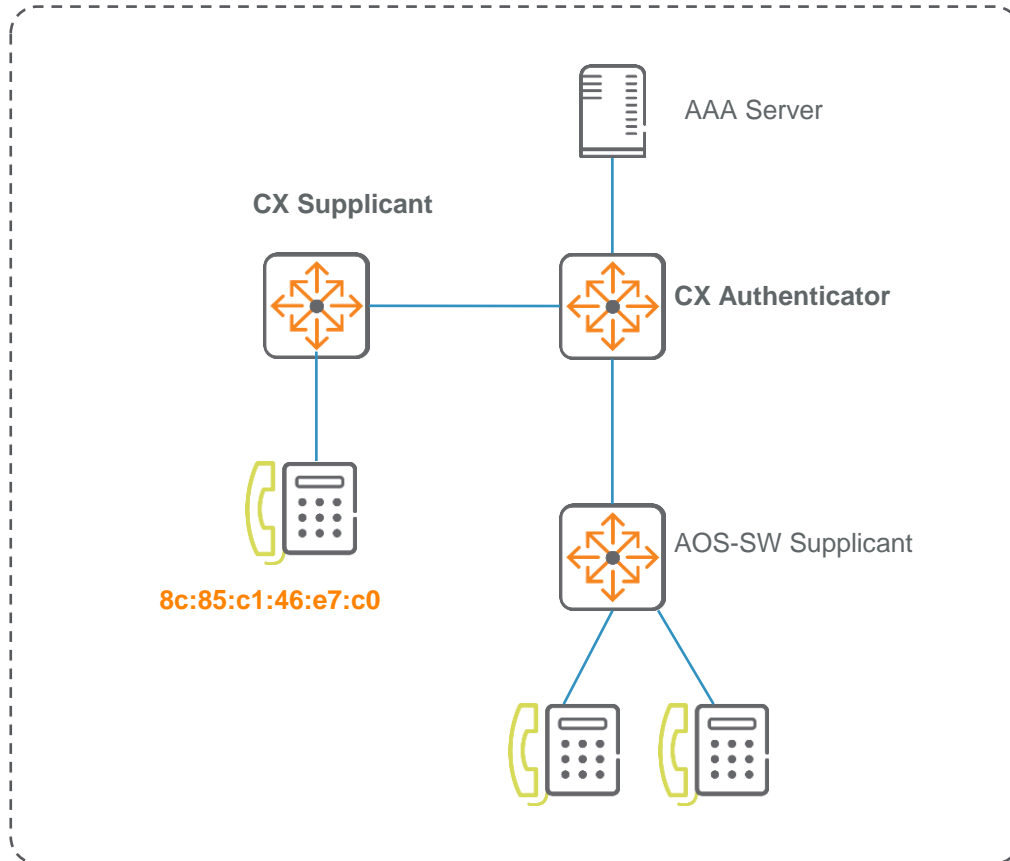 AAA Server
CX Supplicant
CX Authenticator
8c:85:c1:46:e7:c0
AOS-SW Supplicant